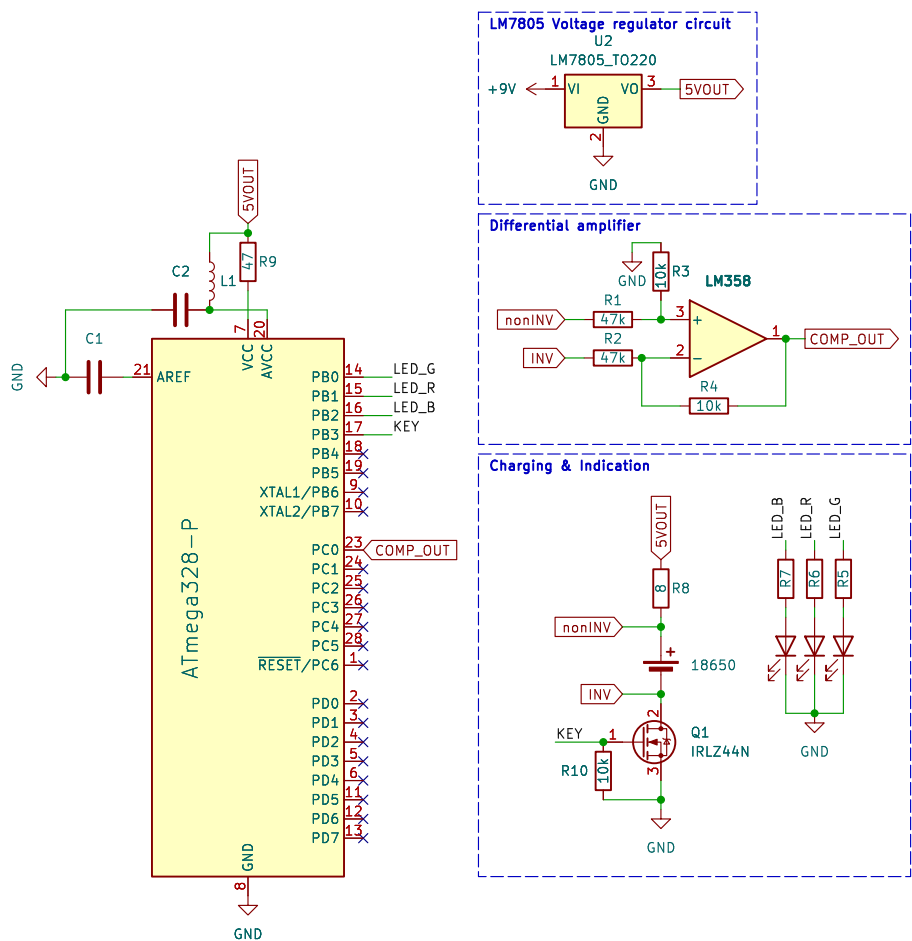 LM7805 Voltage regulator circuit
U2
LM7805_TO220
+9V
1
VI
VO
3
5VOUT
GND
2
GND
5VOUT
47
R9
C2
L1
C1
GND
7
20
VCC
AVCC
21
AREF
ATmega328-P
PB0
14
LED_G
PB1
15
LED_R
PB2
16
LED_B
PB3
17
KEY
PB4
18
PB5
19
XTAL1/PB6
9
XTAL2/PB7
10
PC0
23
COMP_OUT
PC1
24
PC2
25
PC3
26
PC4
27
PC5
28
RESET/PC6
1
PD0
2
PD1
3
PD2
4
PD3
5
PD4
6
PD5
11
PD6
12
PD7
13
GND
8
GND
Differential amplifier
GND
10k
R3
LM358
nonINV
R1
47k
3
+
INV
R2
47k
2
-
1
COMP_OUT
R4
10k
Charging & Indication
5VOUT
8
R8
nonINV
+
18650
INV
2
KEY
1
Q1
IRLZ44N
R10
10k
3
GND
LED_B
LED_R
LED_G
R7
R6
R5
GND